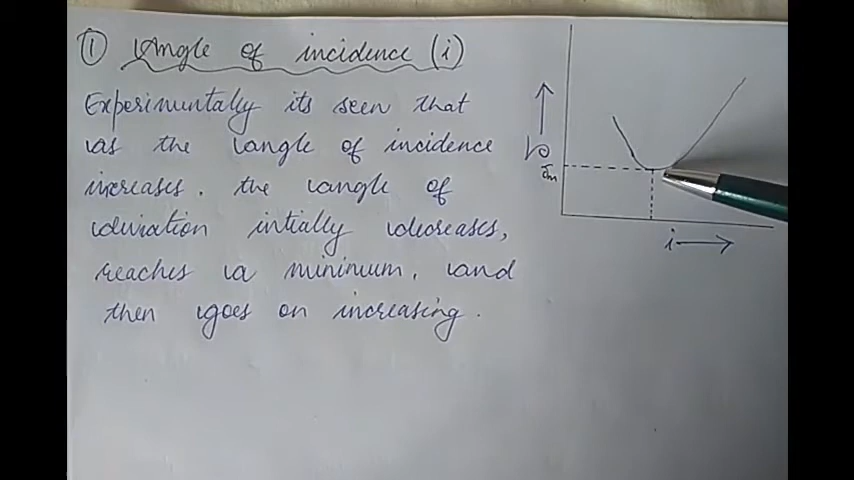 ① Angle of incidence (i)
Experimentally its seen that
as the angle of incidence
increases. the angle of
deviation intially decreases,
reaches a minimum. and
then goes on increasing.
δ
δm
i